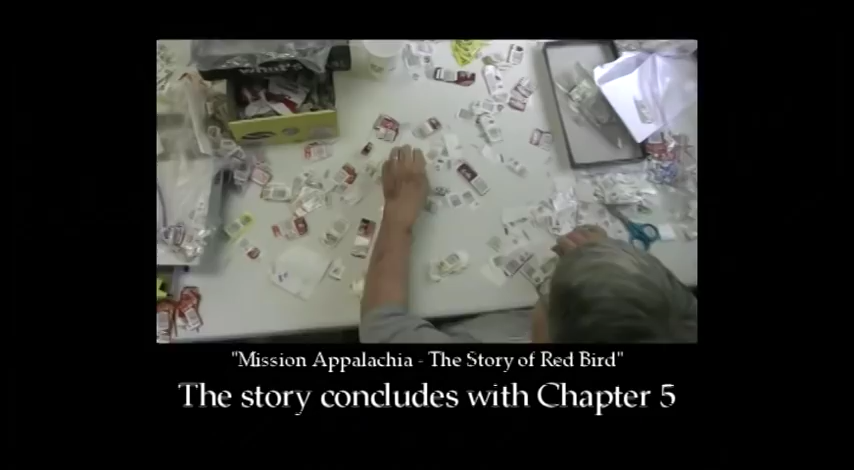 "Mission Appalachia - The Story of Red Bird"
The story concludes with Chapter 5